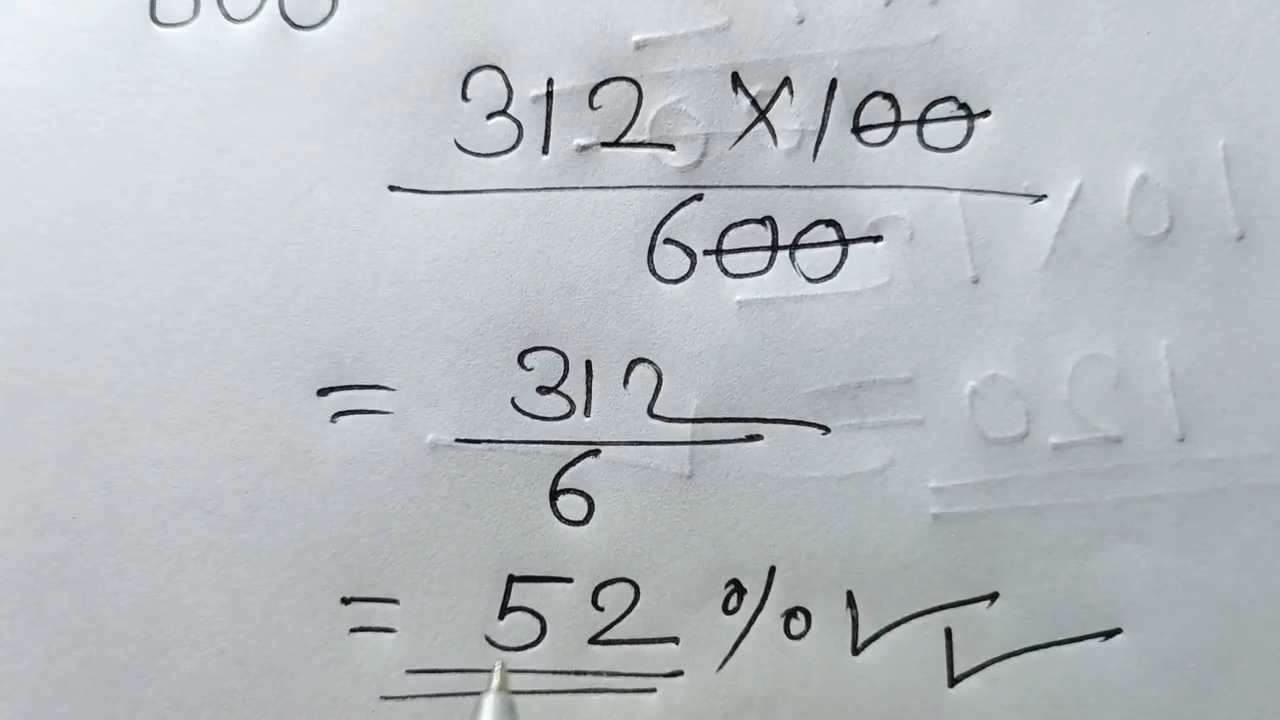 312 X 100
600
= 312
6
= 52 %